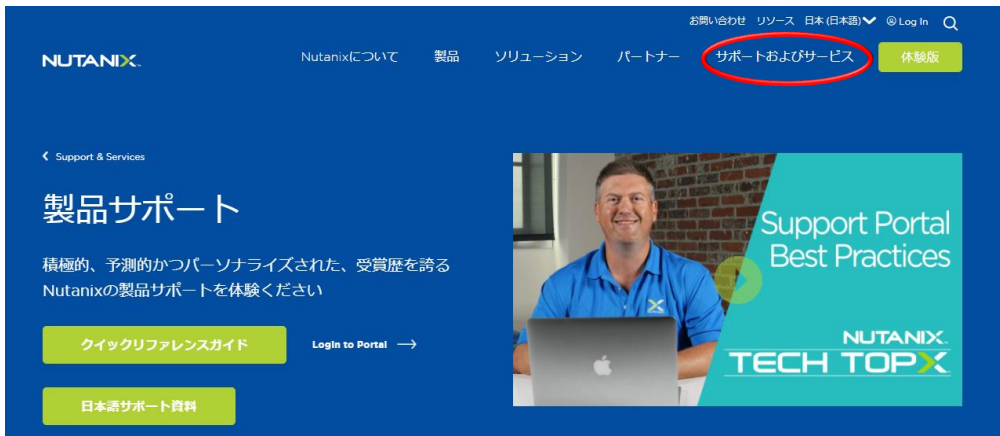 お問い合わせ リソース 日本(日本語) Log In
NUTANIX.
Nutanixについて 製品 ソリューション パートナー サポートおよびサービス 体験版
Support & Services
製品サポート
積極的、予測的かつパーソナライズされた、受賞歴を誇る
Nutanixの製品サポートを体験ください
クイックリファレンスガイド Login to Portal →
日本語サポート資料
Support Portal
Best Practices
NUTANIX.
TECH TOPX